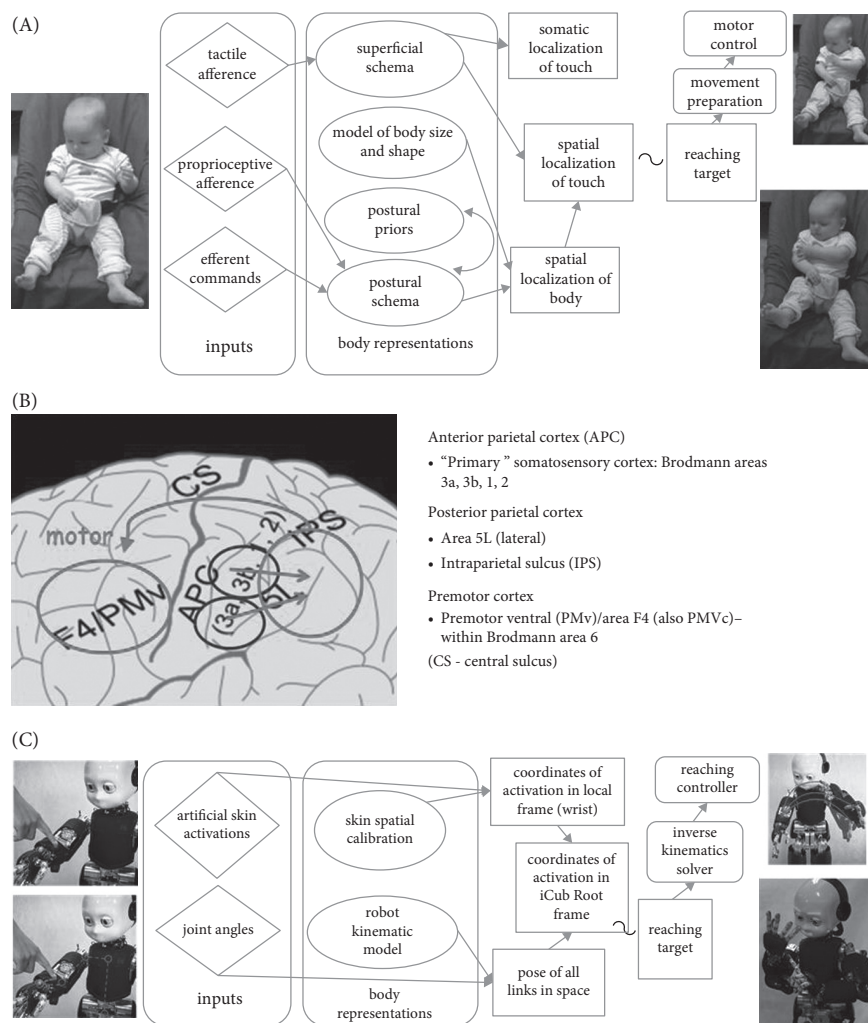 (A)
tactile
afference
proprioceptive
afference
efferent
commands
inputs
superficial
schema
model of body size
and shape
postural
priors
postural
schema
body representations
somatic
localization
of touch
spatial
localization
of touch
spatial
localization of
body
motor
control
movement
preparation
reaching
target
(B)
CS
motor
F4/PMv
APC
(3a, 3b, 1, 2)
5L
IPS
Anterior parietal cortex (APC)
• “Primary ” somatosensory cortex: Brodmann areas
3a, 3b, 1, 2
Posterior parietal cortex
• Area 5L (lateral)
• Intraparietal sulcus (IPS)
Premotor cortex
• Premotor ventral (PMv)/area F4 (also PMVc)–
within Brodmann area 6
(CS - central sulcus)
(C)
artificial skin
activations
joint angles
inputs
skin spatial
calibration
robot
kinematic
model
body
representations
coordinates of
activation in local
frame (wrist)
coordinates of
activation in
iCub Root
frame
pose of all
links in space
reaching
controller
inverse
kinematics
solver
reaching
target